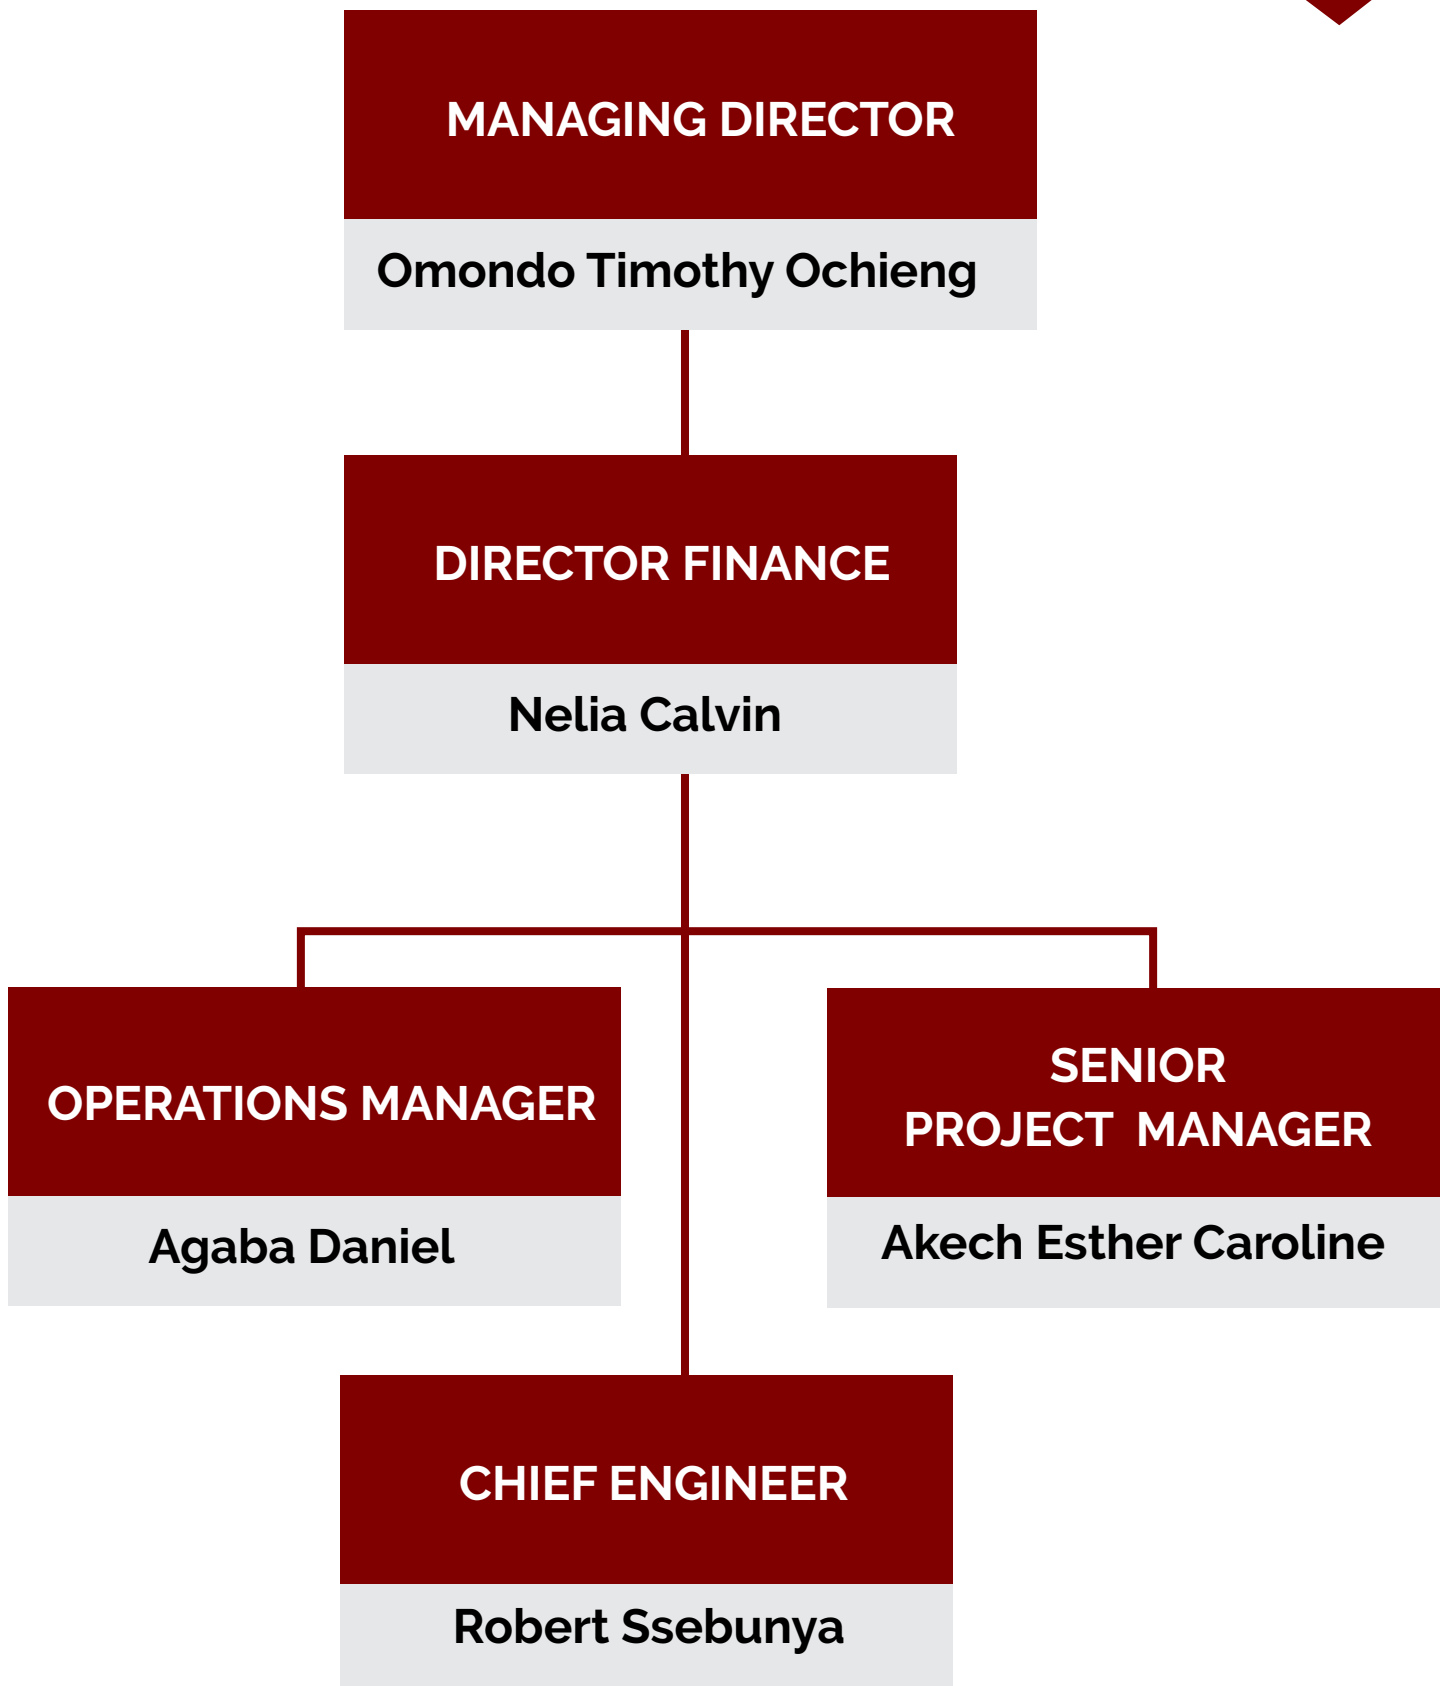 MANAGING DIRECTOR
Omondo Timothy Ochieng
DIRECTOR FINANCE
Nelia Calvin
OPERATIONS MANAGER
Agaba Daniel
SENIOR
PROJECT  MANAGER
Akech Esther Caroline
CHIEF ENGINEER
Robert Ssebunya